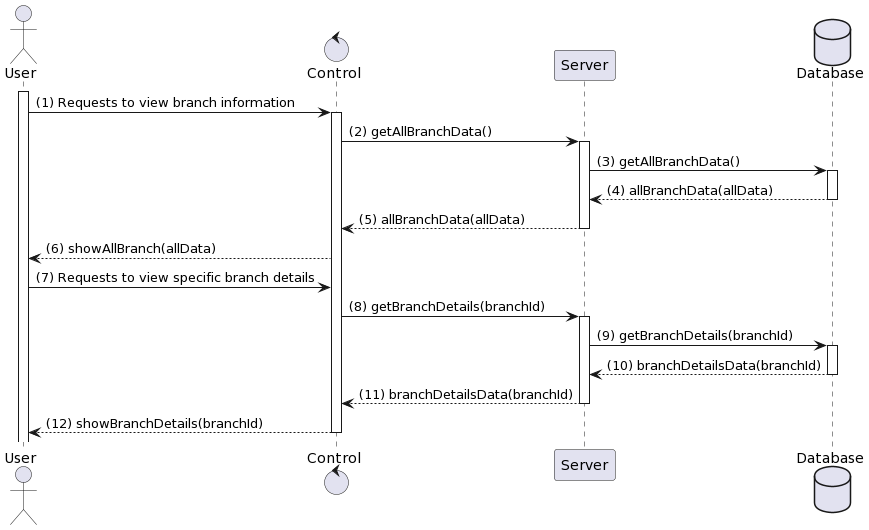 User
Control
Server
Database
(1) Requests to view branch information
(2) getAllBranchData()
(3) getAllBranchData()
(4) allBranchData(allData)
(5) allBranchData(allData)
(6) showAllBranch(allData)
(7) Requests to view specific branch details
(8) getBranchDetails(branchId)
(9) getBranchDetails(branchId)
(10) branchDetailsData(branchId)
(11) branchDetailsData(branchId)
(12) showBranchDetails(branchId)
User
Control
Server
Database